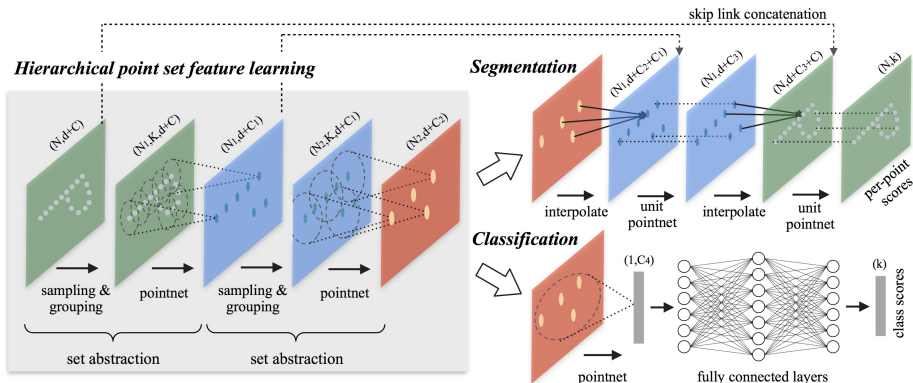 skip link concatenation
Hierarchical point set feature learning
(N,d+C)
(N1,K,d+C)
(N1,d+C1)
(N2,K,d+C1)
(N2,d+C2)
sampling &
grouping
pointnet
sampling &
grouping
pointnet
set abstraction
set abstraction
Segmentation
(N1,d+C2+C1)
(N1,d+C3)
(N,d+C3+C)
(N,k)
interpolate
unit
pointnet
interpolate
unit
pointnet
per-point
scores
Classification
(1,C4)
(k)
class scores
pointnet
fully connected layers